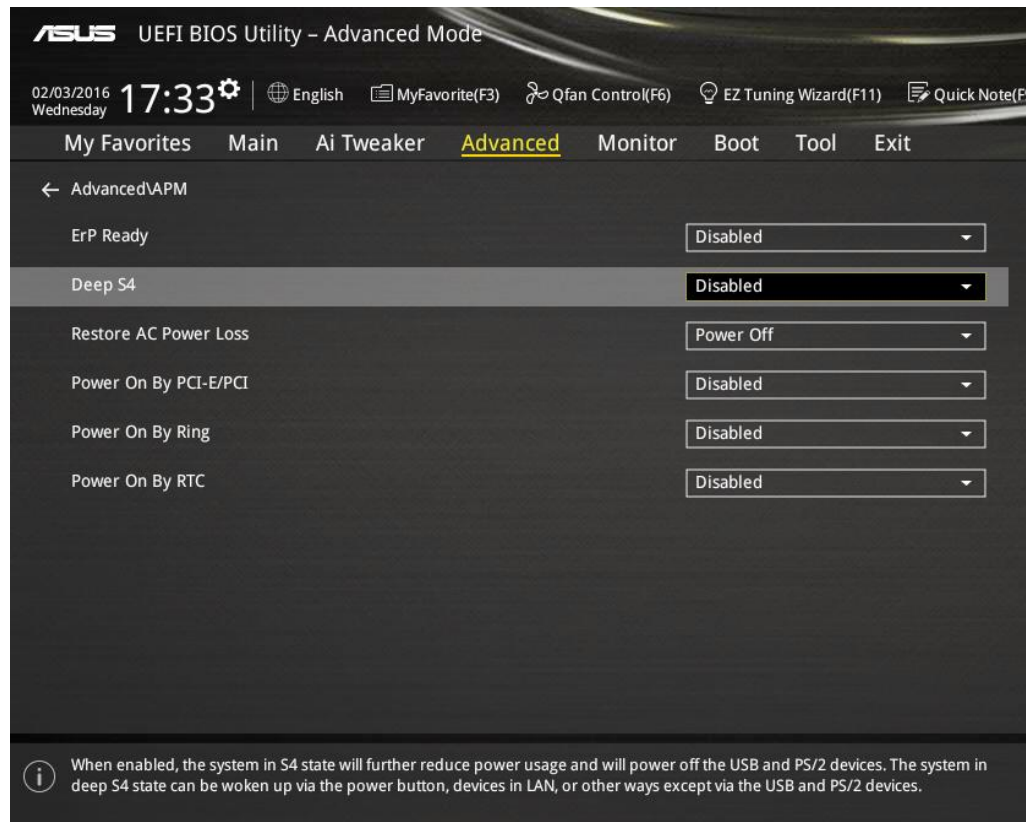 ASUS UEFI BIOS Utility – Advanced Mode
02/03/2016 Wednesday 17:33 English MyFavorite(F3) Qfan Control(F6) EZ Tuning Wizard(F11) Quick Note(F9
My Favorites Main Ai Tweaker Advanced Monitor Boot Tool Exit
← Advanced\APM
ErP Ready Disabled
Deep S4 Disabled
Restore AC Power Loss Power Off
Power On By PCI-E/PCI Disabled
Power On By Ring Disabled
Power On By RTC Disabled
When enabled, the system in S4 state will further reduce power usage and will power off the USB and PS/2 devices. The system in
deep S4 state can be woken up via the power button, devices in LAN, or other ways except via the USB and PS/2 devices.